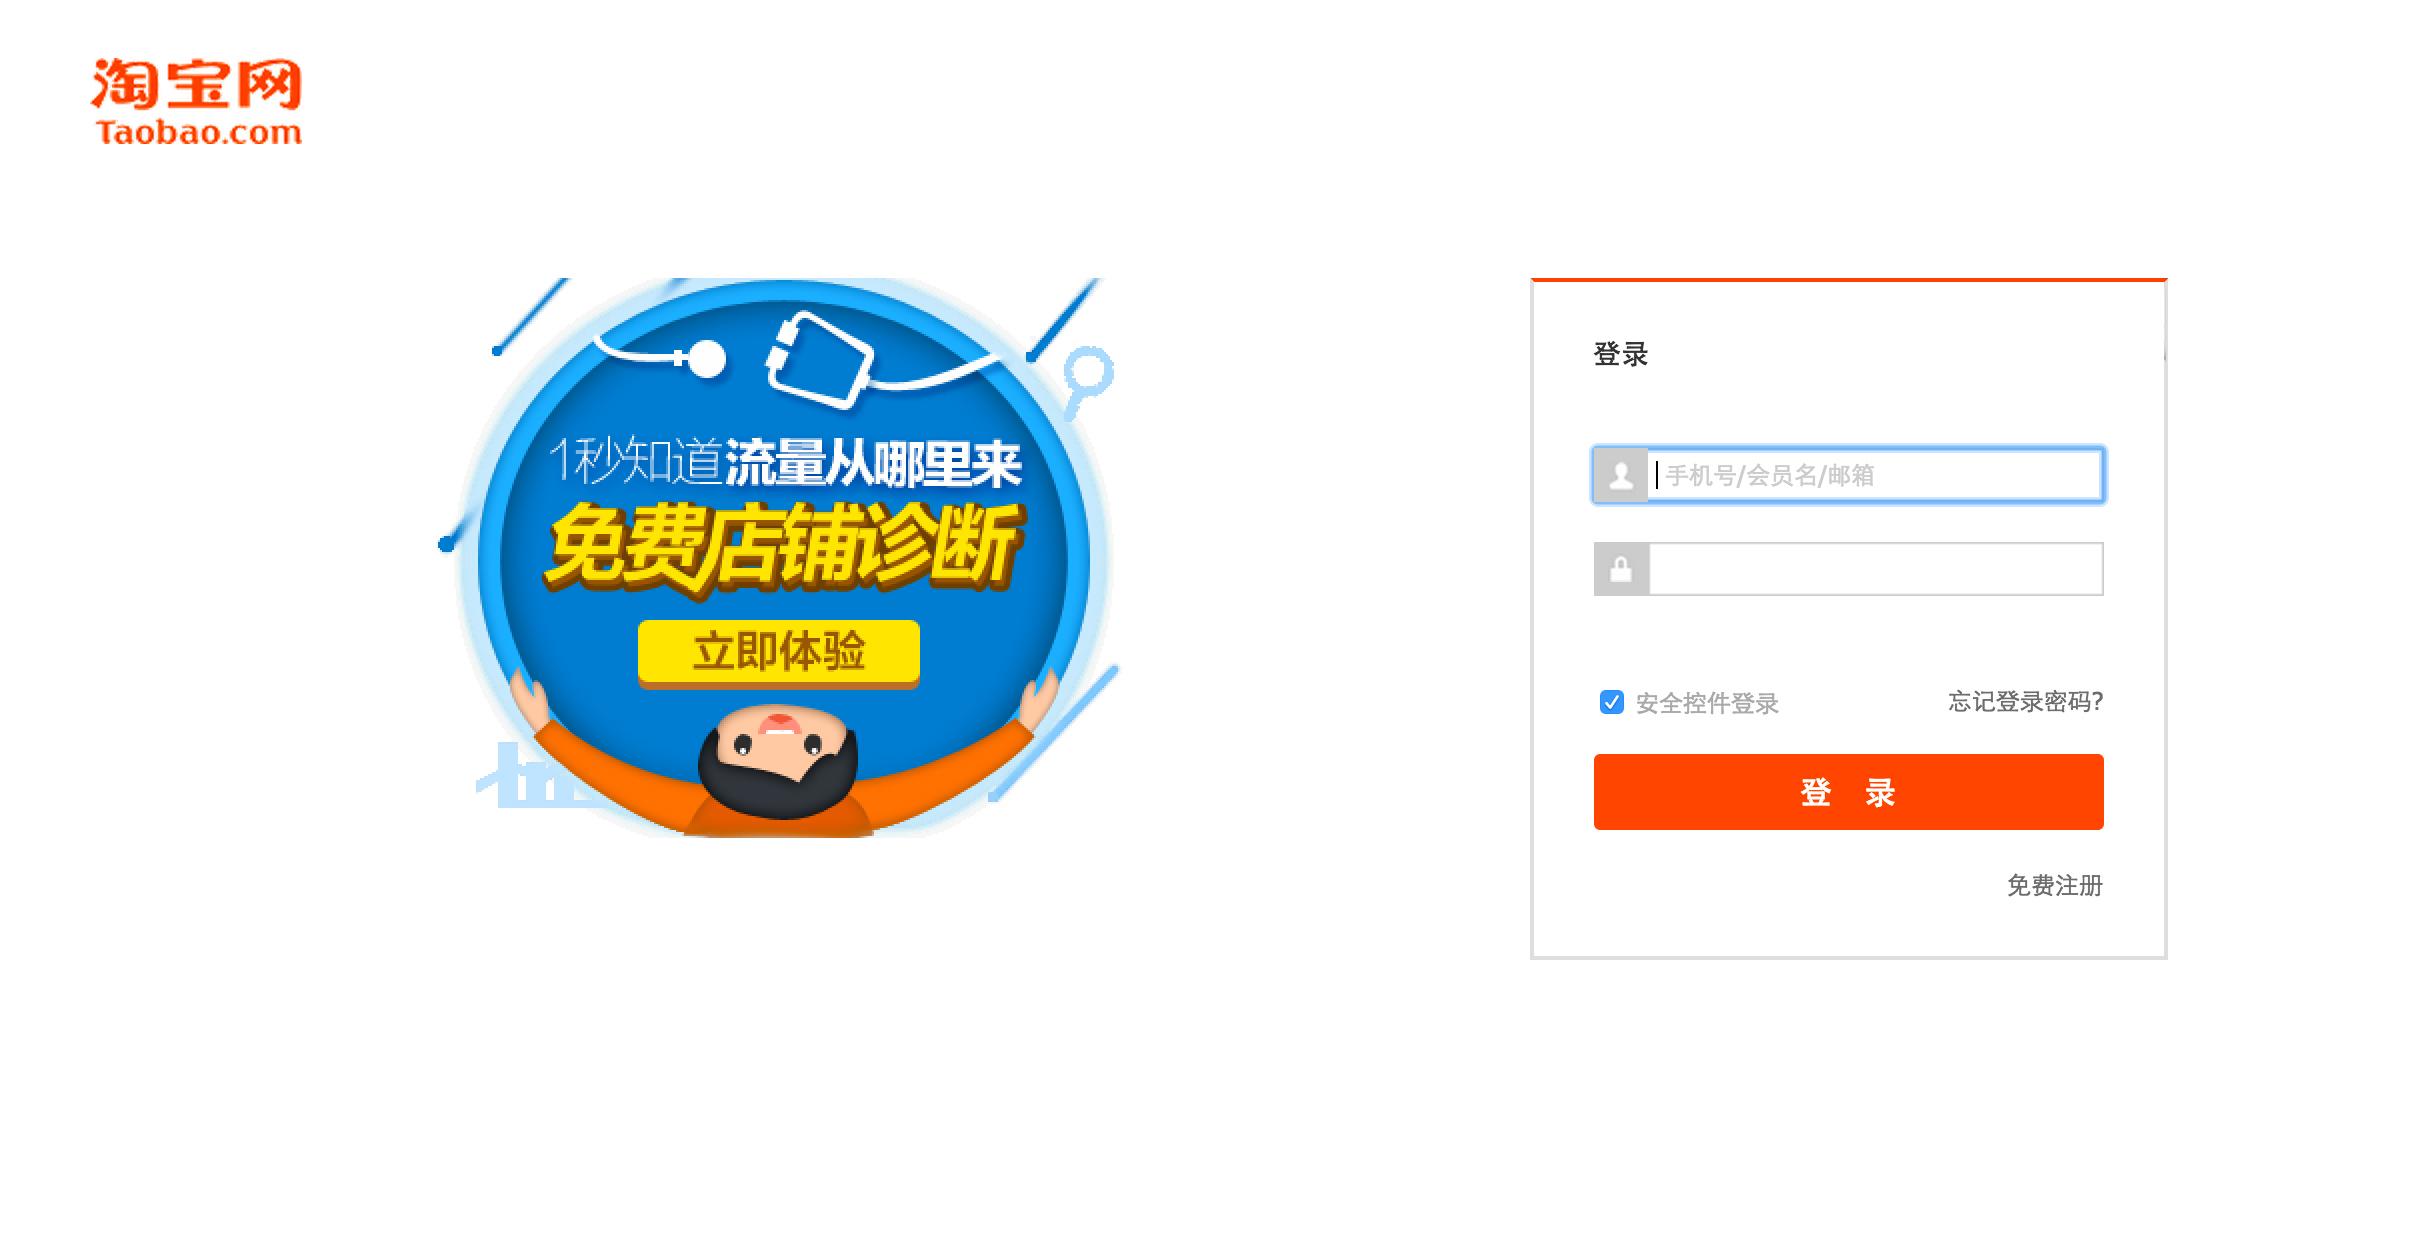 淘宝网
Taobao.com
1秒知道流量从哪里来
免费店铺诊断
立即体验
登录
手机号/会员名/邮箱
安全控件登录
忘记登录密码?
登 录
免费注册